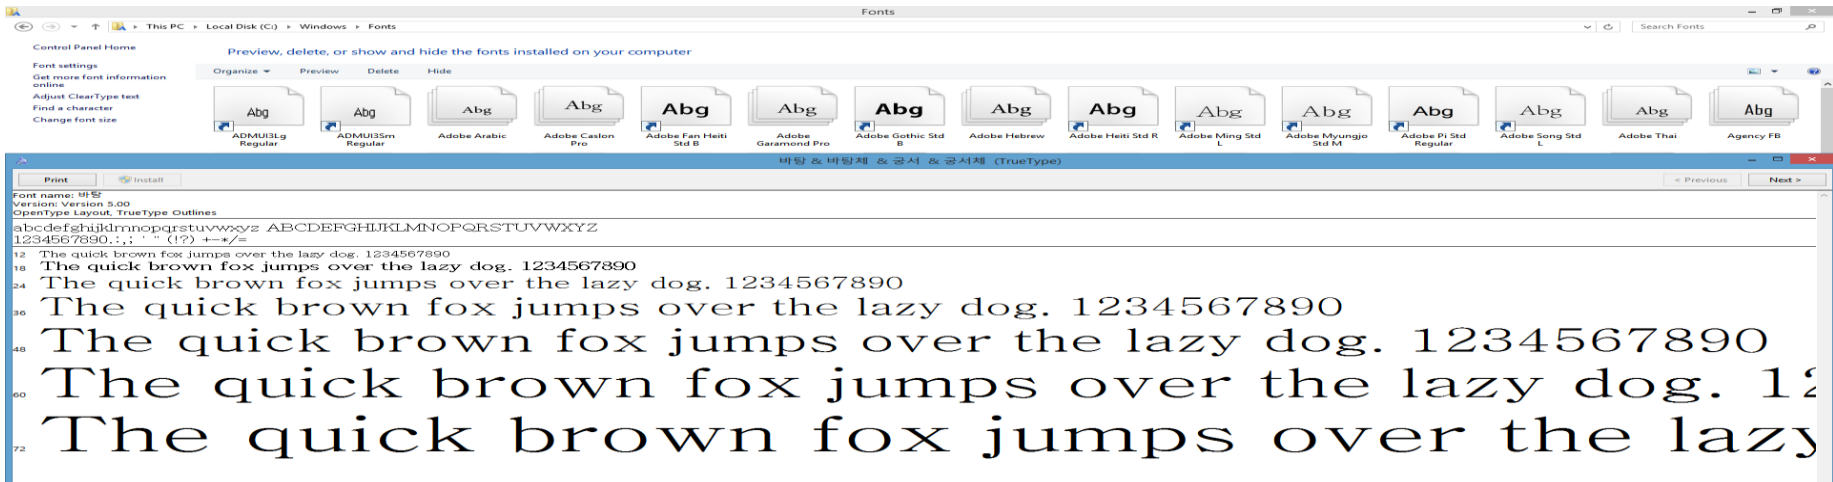 Fonts
This PC ▸ Local Disk (C:) ▸ Windows ▸ Fonts
Search Fonts
Control Panel Home
Font settings
Get more font information
online
Adjust ClearType text
Find a character
Change font size
Preview, delete, or show and hide the fonts installed on your computer
Organize Preview Delete Hide
Abg Abg Abg Abg Abg Abg Abg Abg Abg Abg Abg Abg Abg Abg Abg
ADMUI3Lg Regular
ADMUI3Sm Regular
Adobe Arabic
Adobe Caslon Pro
Adobe Fan Heiti Std B
Adobe Garamond Pro
Adobe Gothic Std B
Adobe Hebrew
Adobe Heiti Std R
Adobe Ming Std L
Adobe Myungjo Std M
Adobe Pi Std Regular
Adobe Song Std L
Adobe Thai
Agency FB
바탕 & 바탕체 & 궁서 & 궁서체 (TrueType)
Print Install < Previous Next >
Font name: 바탕
Version: Version 5.00
OpenType Layout, TrueType Outlines
abcdefghijklmnopqrstuvwxyz ABCDEFGHIJKLMNOPQRSTUVWXYZ
1234567890.:,; ' " (!?) +-*/=
12 The quick brown fox jumps over the lazy dog. 1234567890
18 The quick brown fox jumps over the lazy dog. 1234567890
24 The quick brown fox jumps over the lazy dog. 1234567890
36 The quick brown fox jumps over the lazy dog. 1234567890
48 The quick brown fox jumps over the lazy dog. 1234567890
60 The quick brown fox jumps over the lazy dog. 12
72 The quick brown fox jumps over the lazy